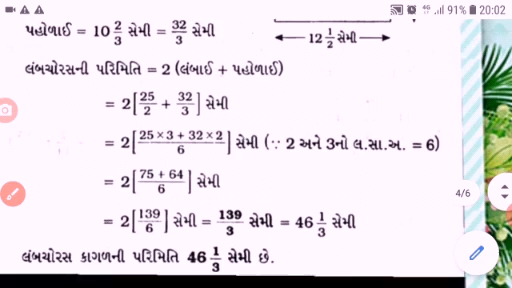 91% 20:02
પહોળાઈ = 10 2/3 સેમી = 32/3 સેમી
12 1/2 સેમી
લંબચોરસની પરિમિતિ = 2 (લંબાઈ + પહોળાઈ)
= 2[25/2 + 32/3] સેમી
= 2[25 × 3 + 32 × 2/6] સેમી (∵ 2 અને 3નો લ.સા.અ. = 6)
= 2[75 + 64/6] સેમી
4/6
= 2[139/6] સેમી = 139/3 સેમી = 46 1/3 સેમી
લંબચોરસ કાગળની પરિમિતિ 46 1/3 સેમી છે.